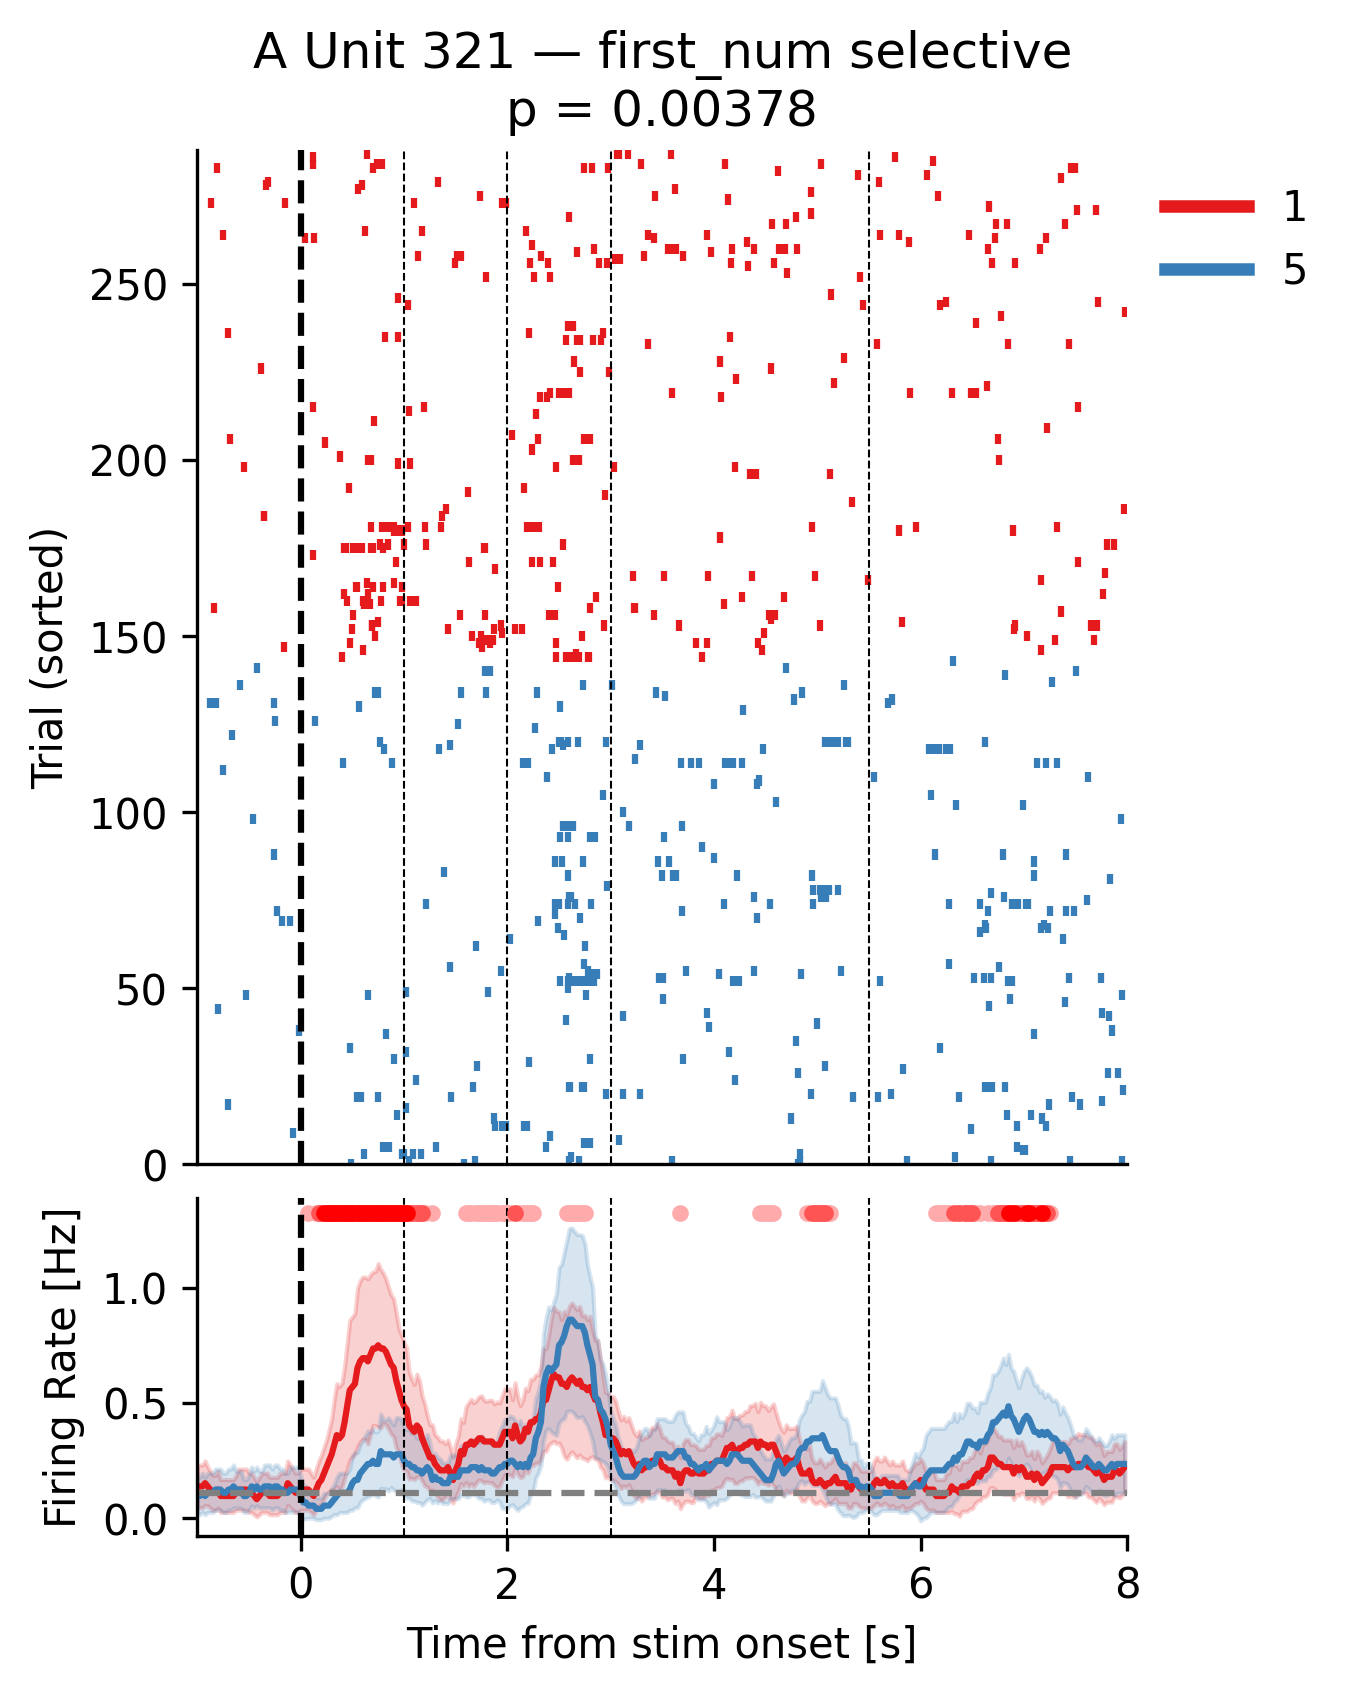 A Unit 321 — first_num selective
p = 0.00378
1
5
250
200
150
100
50
0
Trial (sorted)
1.0
0.5
0.0
Firing Rate [Hz]
0 2 4 6 8
Time from stim onset [s]